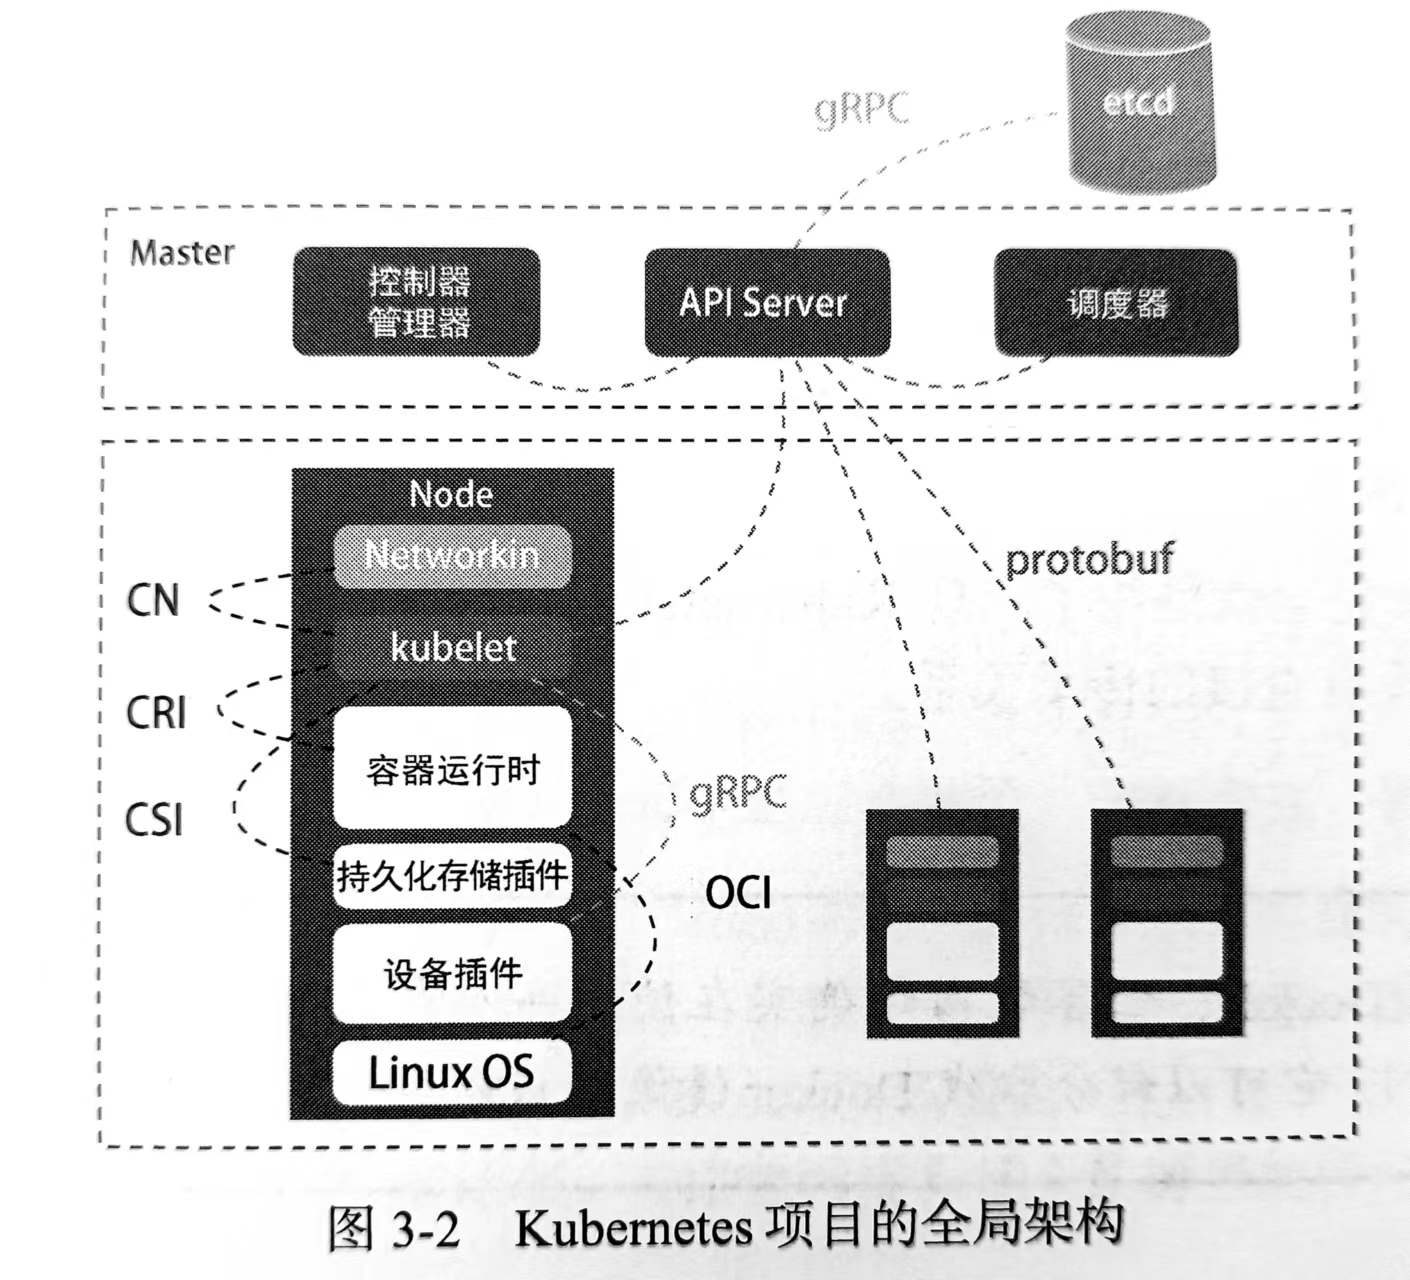 gRPC
etcd
Master
控制器
管理器
API Server
调度器
Node
Networkin
CN
kubelet
protobuf
CRI
容器运行时
gRPC
CSI
持久化存储插件
OCI
设备插件
Linux OS
图 3-2 Kubernetes 项目的全局架构